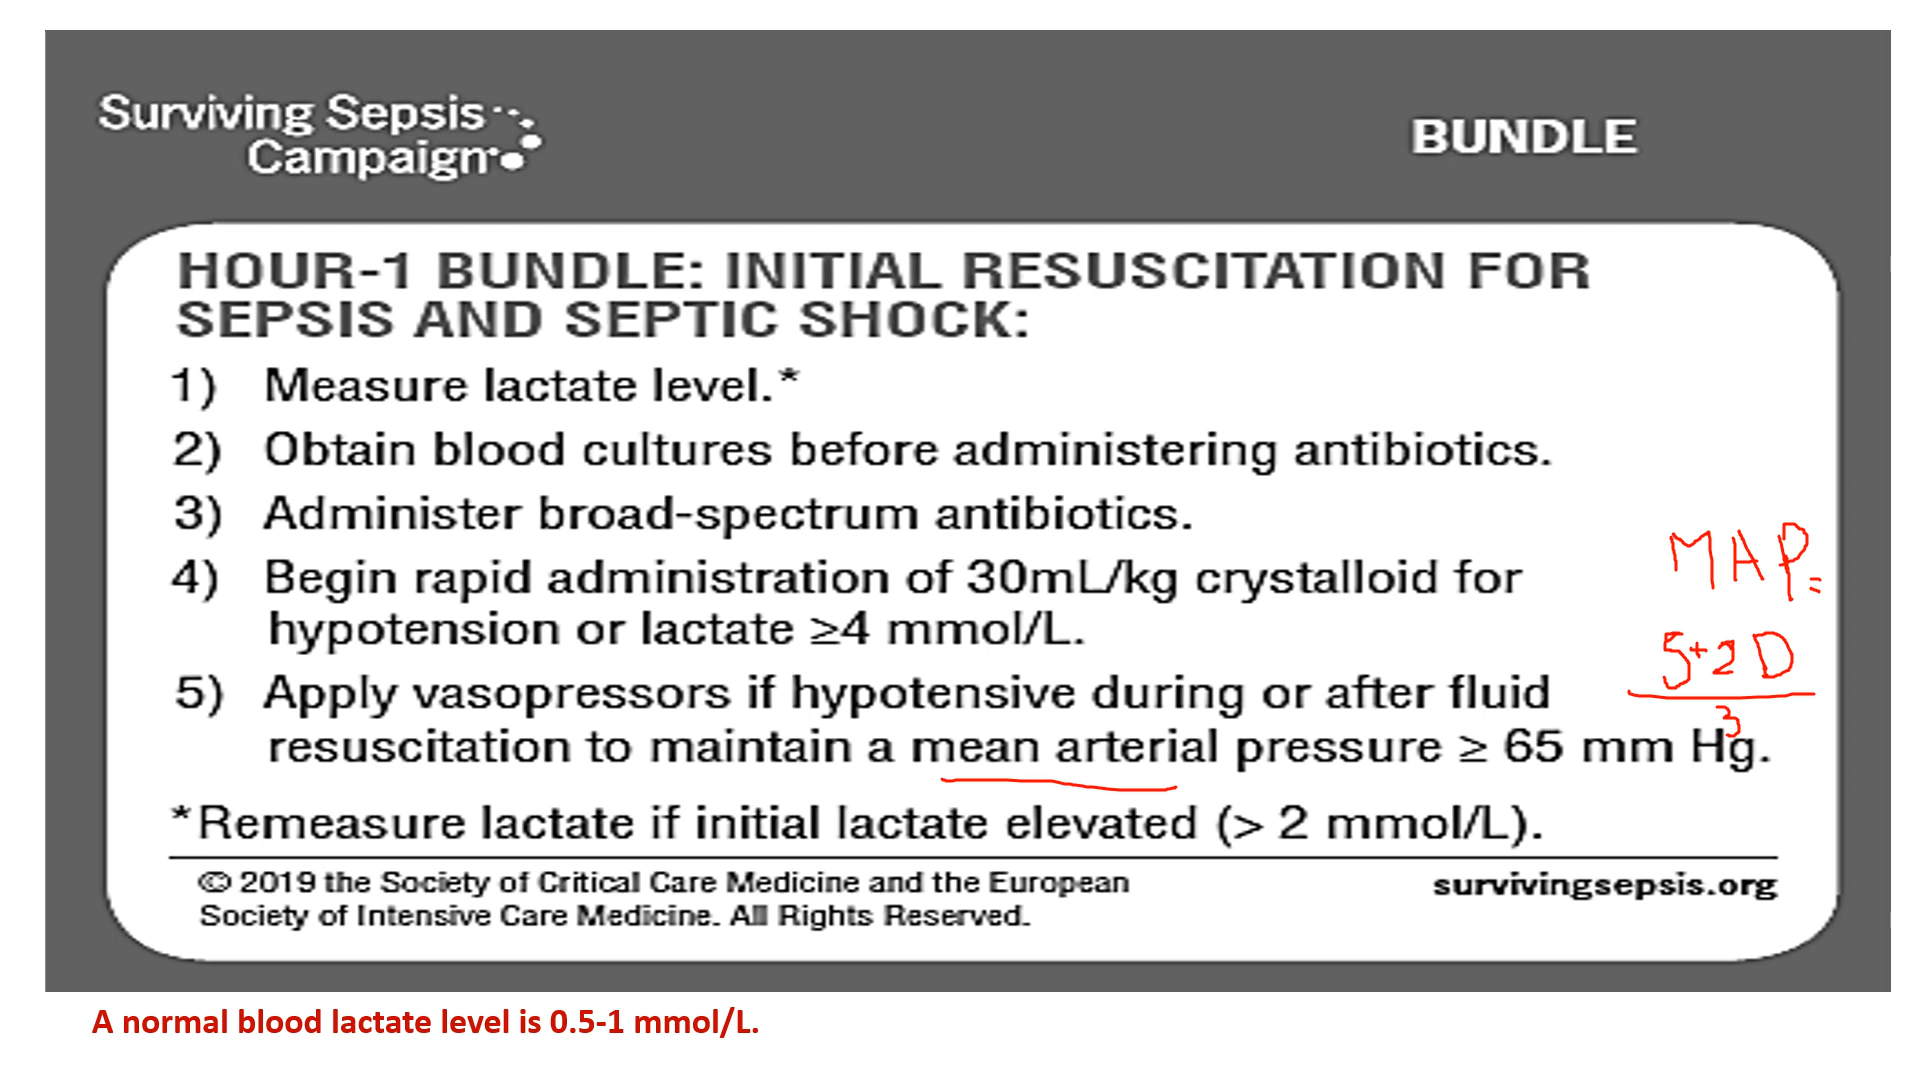 Surviving Sepsis
Campaign
BUNDLE
HOUR-1 BUNDLE: INITIAL RESUSCITATION FOR
SEPSIS AND SEPTIC SHOCK:
1) Measure lactate level.*
2) Obtain blood cultures before administering antibiotics.
3) Administer broad-spectrum antibiotics.
4) Begin rapid administration of 30mL/kg crystalloid for
hypotension or lactate ≥4 mmol/L.
5) Apply vasopressors if hypotensive during or after fluid
resuscitation to maintain a mean arterial pressure ≥ 65 mm Hg.
MAP=
S+2D
3
*Remeasure lactate if initial lactate elevated (> 2 mmol/L).
© 2019 the Society of Critical Care Medicine and the European
Society of Intensive Care Medicine. All Rights Reserved.
survivingsepsis.org
A normal blood lactate level is 0.5-1 mmol/L.